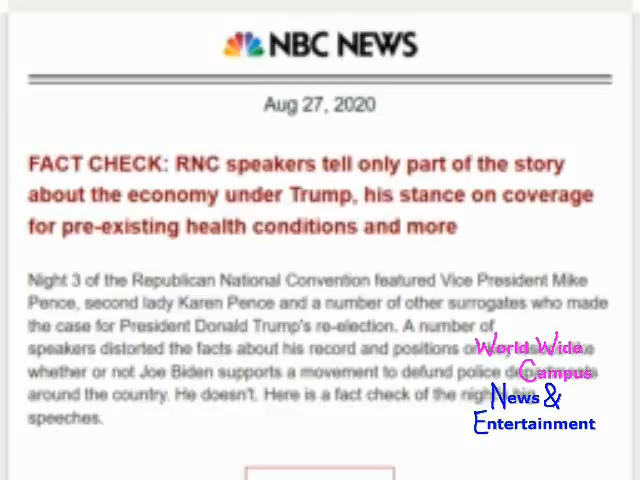 NBC NEWS
Aug 27, 2020
FACT CHECK: RNC speakers tell only part of the story
about the economy under Trump, his stance on coverage
for pre-existing health conditions and more
Night 3 of the Republican National Convention featured Vice President Mike
Pence, second lady Karen Pence and a number of other surrogates who made
the case for President Donald Trump's re-election. A number of
speakers distorted the facts about his record and positions on
whether or not Joe Biden supports a movement to defund police
around the country. He doesn't. Here is a fact check of the
speeches.
World Wide
Campus
News &
Entertainment